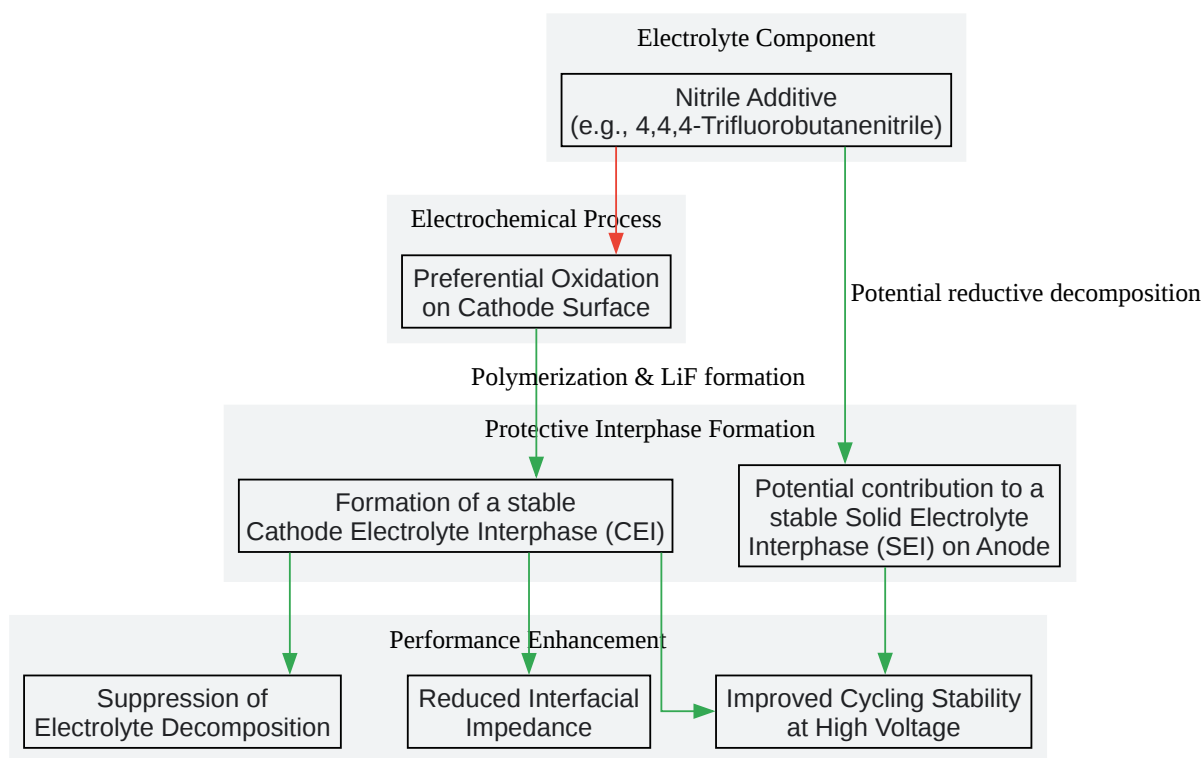 Electrolyte Component
Nitrile Additive
(e.g., 4,4,4-Trifluorobutanenitrile)
Electrochemical Process
Preferential Oxidation
on Cathode Surface
Potential reductive decomposition
Polymerization & LiF formation
Protective Interphase Formation
Formation of a stable
Cathode Electrolyte Interphase (CEI)
Potential contribution to a
stable Solid Electrolyte
Interphase (SEI) on Anode
Performance Enhancement
Suppression of
Electrolyte Decomposition
Reduced Interfacial
Impedance
Improved Cycling Stability
at High Voltage